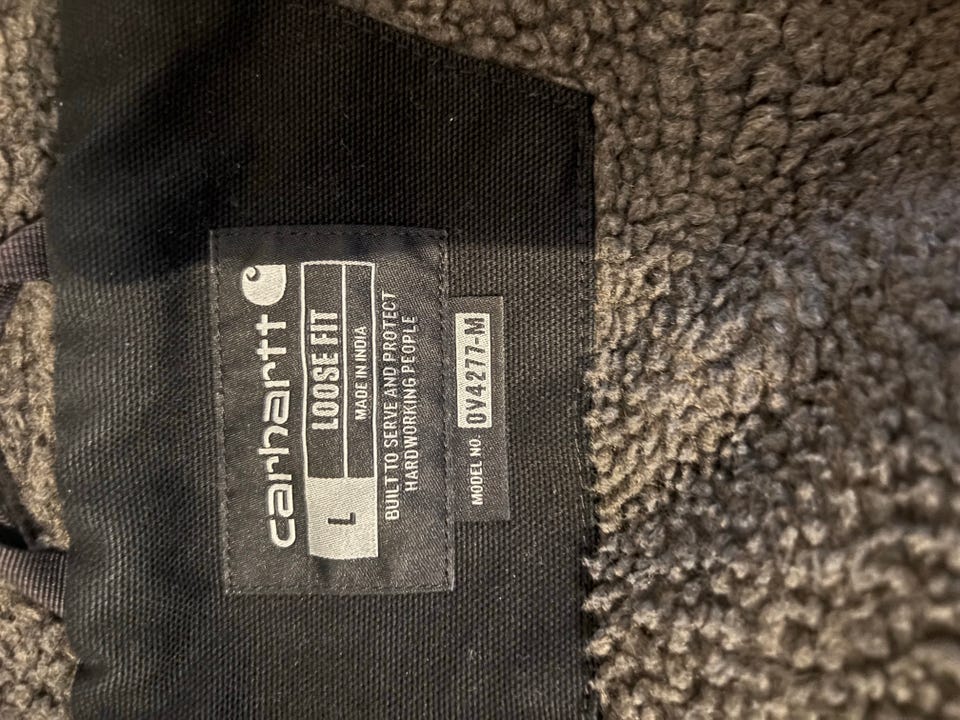 carhartt
L LOOSE FIT
MADE IN INDIA
BUILT TO SERVE AND PROTECT
HARDWORKING PEOPLE
MODEL NO. OV4277-M